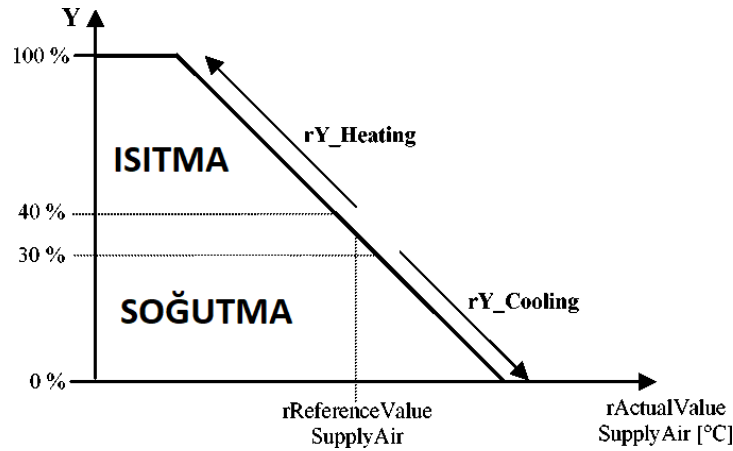 Y
100 %
rY_Heating
ISITMA
40 %
30 %
SOĞUTMA
rY_Cooling
0 %
rReferenceValue
SupplyAir
rActualValue
SupplyAir [°C]